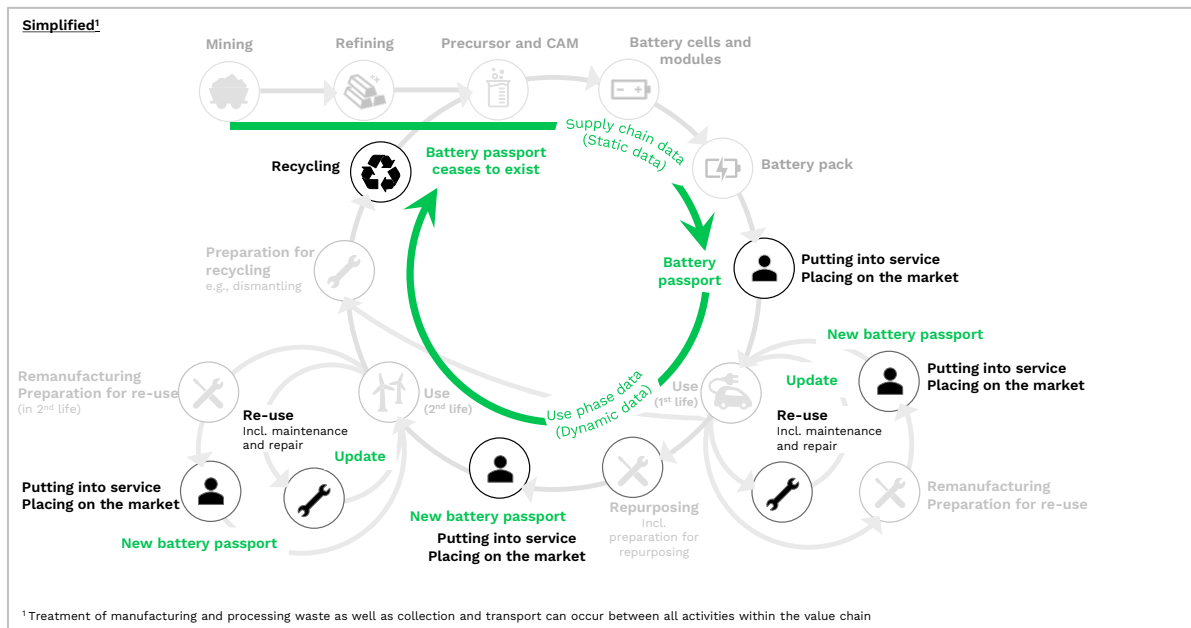 Simplified¹
Mining
Refining
Precursor and CAM
Battery cells and
modules
Supply chain data
(Static data)
Battery pack
Recycling
Battery passport
ceases to exist
Preparation for
recycling
e.g., dismantling
Battery
passport
Putting into service
Placing on the market
New battery passport
Putting into service
Placing on the market
Update
Re-use
Incl. maintenance
and repair
Remanufacturing
Preparation for re-use
Use
(1st life)
Use phase data
(Dynamic data)
Repurposing
Incl.
preparation for
repurposing
New battery passport
Putting into service
Placing on the market
Use
(2nd life)
Remanufacturing
Preparation for re-use
(in 2nd life)
Re-use
Incl. maintenance
and repair
Update
Putting into service
Placing on the market
New battery passport
¹ Treatment of manufacturing and processing waste as well as collection and transport can occur between all activities within the value chain